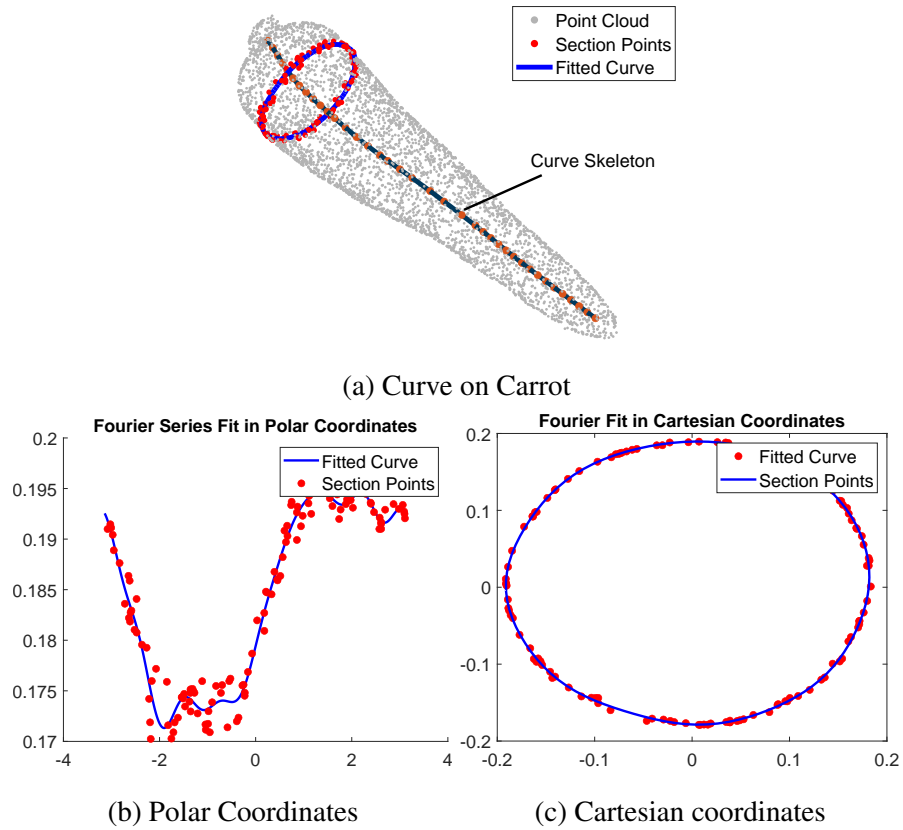 Point Cloud
Section Points
Fitted Curve
Curve Skeleton
(a) Curve on Carrot
Fourier Series Fit in Polar Coordinates
Fitted Curve
Section Points
0.2
0.195
0.19
0.185
0.18
0.175
0.17
-4
-2
0
2
4
(b) Polar Coordinates
Fourier Fit in Cartesian Coordinates
Fitted Curve
Section Points
0.2
0.1
0
-0.1
-0.2
-0.1
0
0.1
0.2
(c) Cartesian coordinates